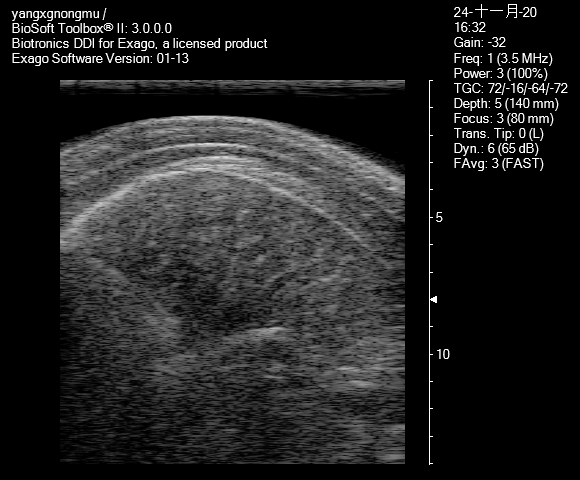 yangxgnongmu /
BioSoft Toolbox® II: 3.0.0.0
Biotronics DDI for Exago, a licensed product
Exago Software Version: 01-13
24-十一月-20
16:32
Gain: -32
Freq: 1 (3.5 MHz)
Power: 3 (100%)
TGC: 72/-16/-64/-72
Depth: 5 (140 mm)
Focus: 3 (80 mm)
Trans. Tip: 0 (L)
Dyn.: 6 (65 dB)
FAvg: 3 (FAST)
5
10